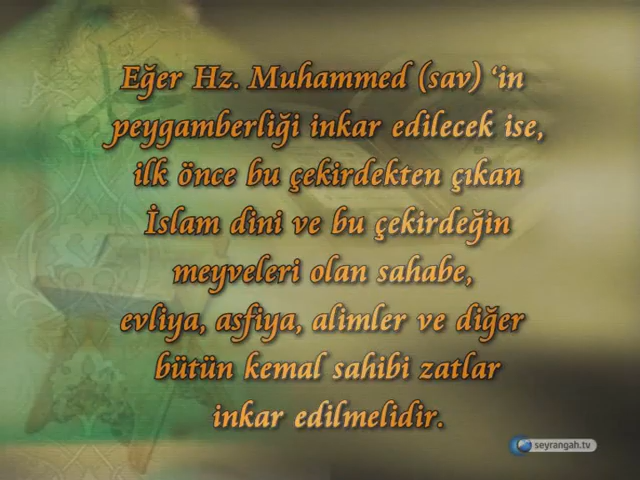 Eğer Hz. Muhammed (sav) ‘in
peygamberliği inkar edilecek ise,
ilk önce bu çekirdekten çıkan
İslam dini ve bu çekirdeğin
meyveleri olan sahabe,
evliya, asfiya, alimler ve diğer
bütün kemal sahibi zatlar
inkar edilmelidir.
seyrangah.tv